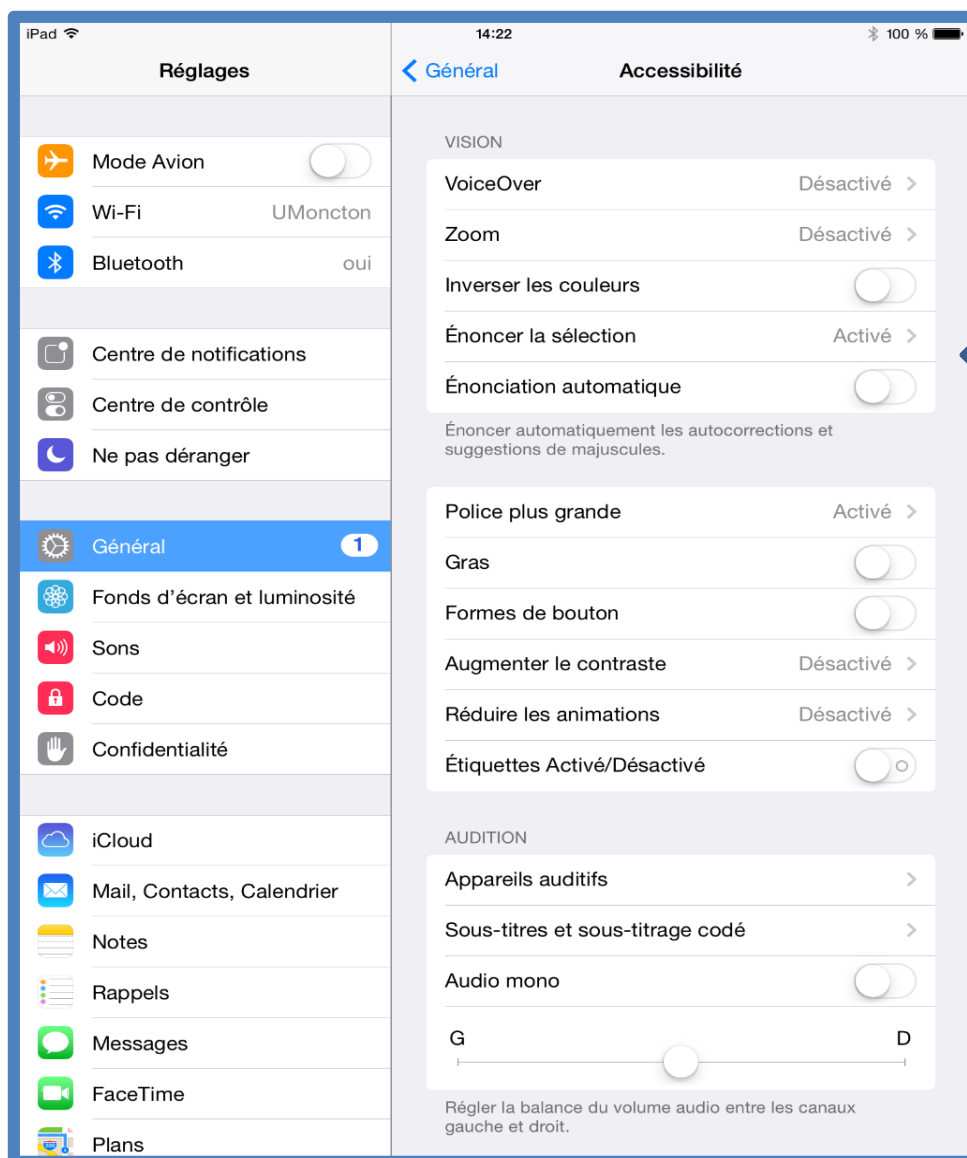 iPad 14:22 100 %
Réglages
Mode Avion
Wi-Fi UMoncton
Bluetooth oui
Centre de notifications
Centre de contrôle
Ne pas déranger
Général 1
Fonds d’écran et luminosité
Sons
Code
Confidentialité
iCloud
Mail, Contacts, Calendrier
Notes
Rappels
Messages
FaceTime
Plans
Général Accessibilité
VISION
VoiceOver Désactivé
Zoom Désactivé
Inverser les couleurs
Énoncer la sélection Activé
Énonciation automatique
Énoncer automatiquement les autocorrections et
suggestions de majuscules.
Police plus grande Activé
Gras
Formes de bouton
Augmenter le contraste Désactivé
Réduire les animations Désactivé
Étiquettes Activé/Désactivé
AUDITION
Appareils auditifs
Sous-titres et sous-titrage codé
Audio mono
G D
Régler la balance du volume audio entre les canaux
gauche et droit.